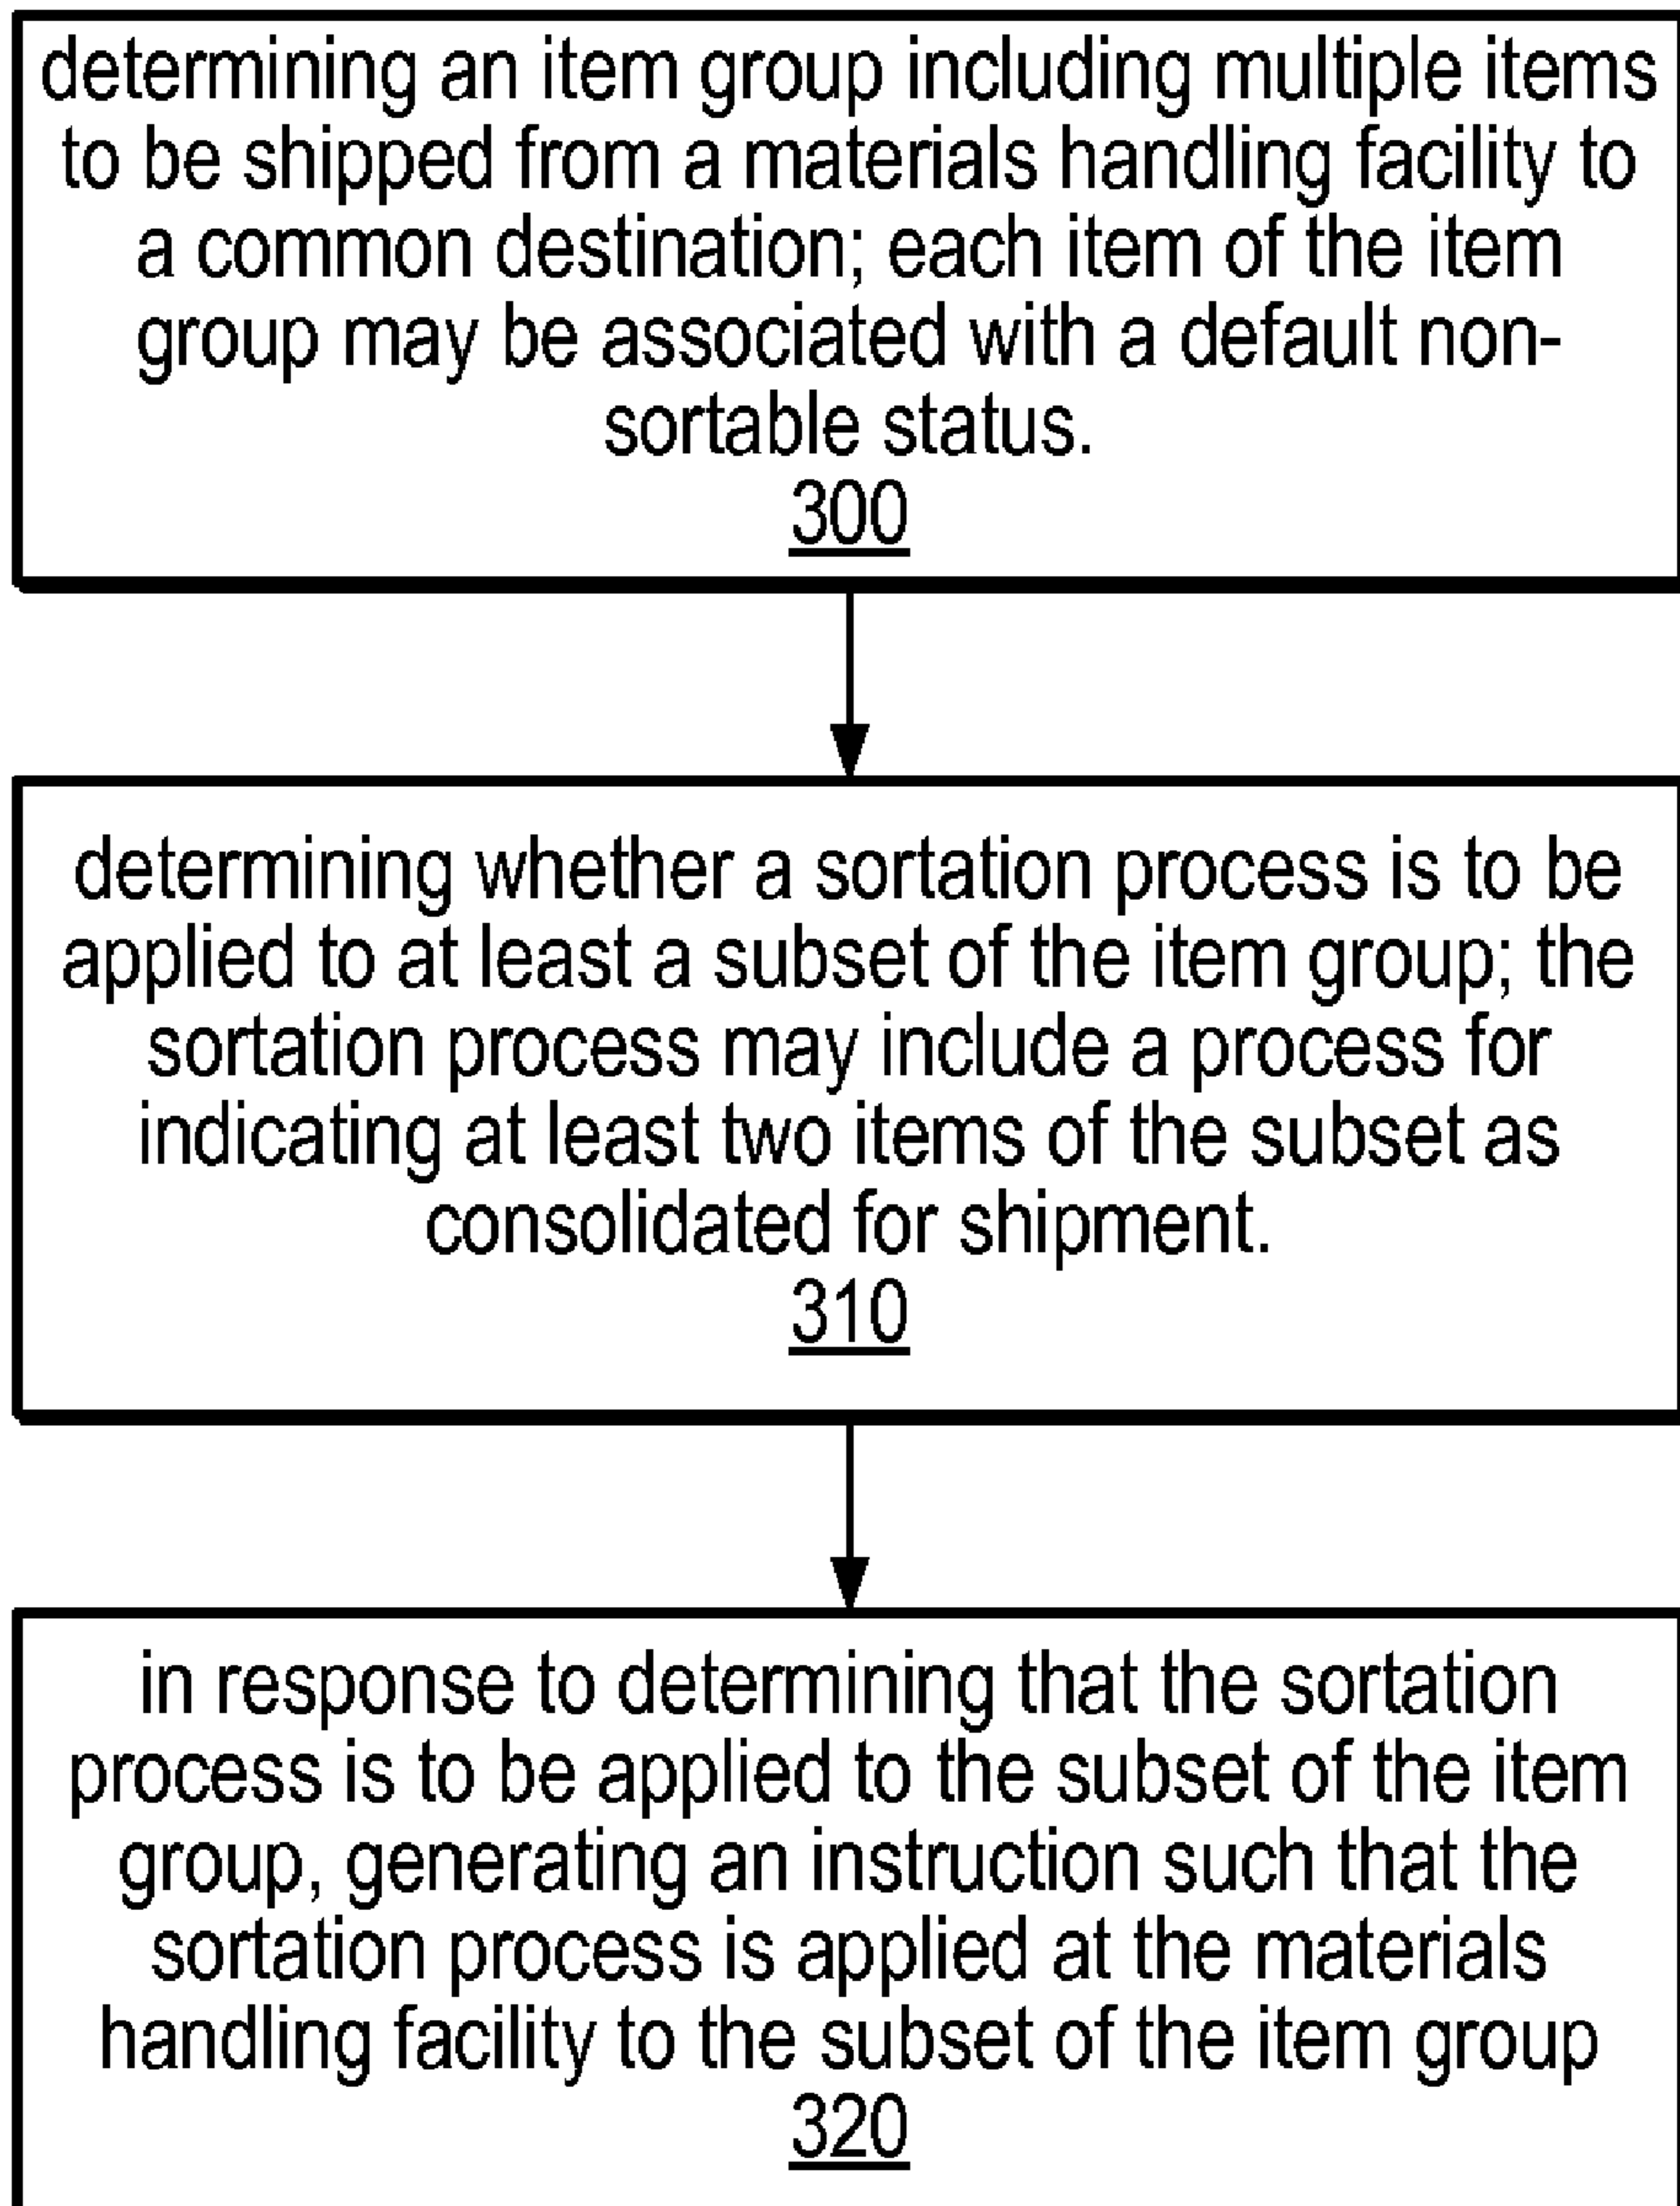 determining an item group including multiple items
to be shipped from a materials handling facility to
a common destination; each item of the item
group may be associated with a default non-
sortable status.
300
determining whether a sortation process is to be
applied to at least a subset of the item group; the
sortation process may include a process for
indicating at least two items of the subset as
consolidated for shipment.
310
in response to determining that the sortation
process is to be applied to the subset of the item
group, generating an instruction such that the
sortation process is applied at the materials
handling facility to the subset of the item group
320